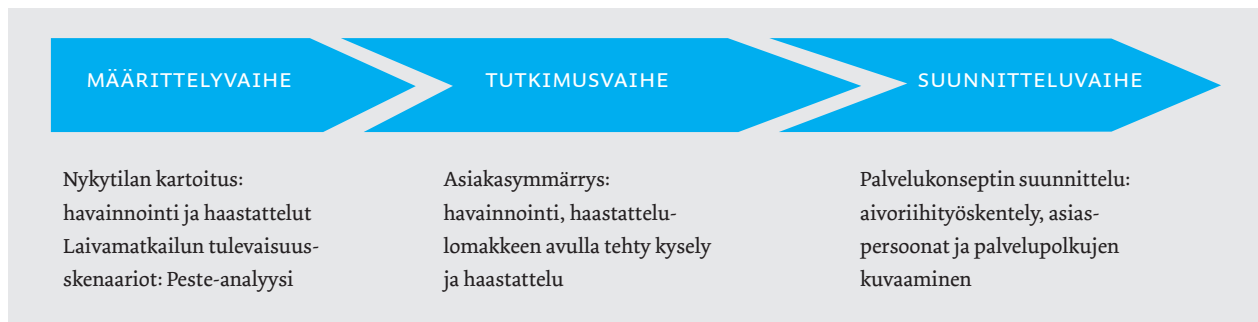 MÄÄRITTELYVAIHE
TUTKIMUSVAIHE
SUUNNITTELUVAIHE
Nykytilan kartoitus:
havainnointi ja haastattelut
Laivamatkailun tulevaisuus-
skenaariot: Peste-analyysi
Asiakasymmärrys:
havainnointi, haastattelu-
lomakkeen avulla tehty kysely
ja haastattelu
Palvelukonseptin suunnittelu:
aivoriihityöskentely, asias-
persoonat ja palvelupolkujen
kuvaaminen